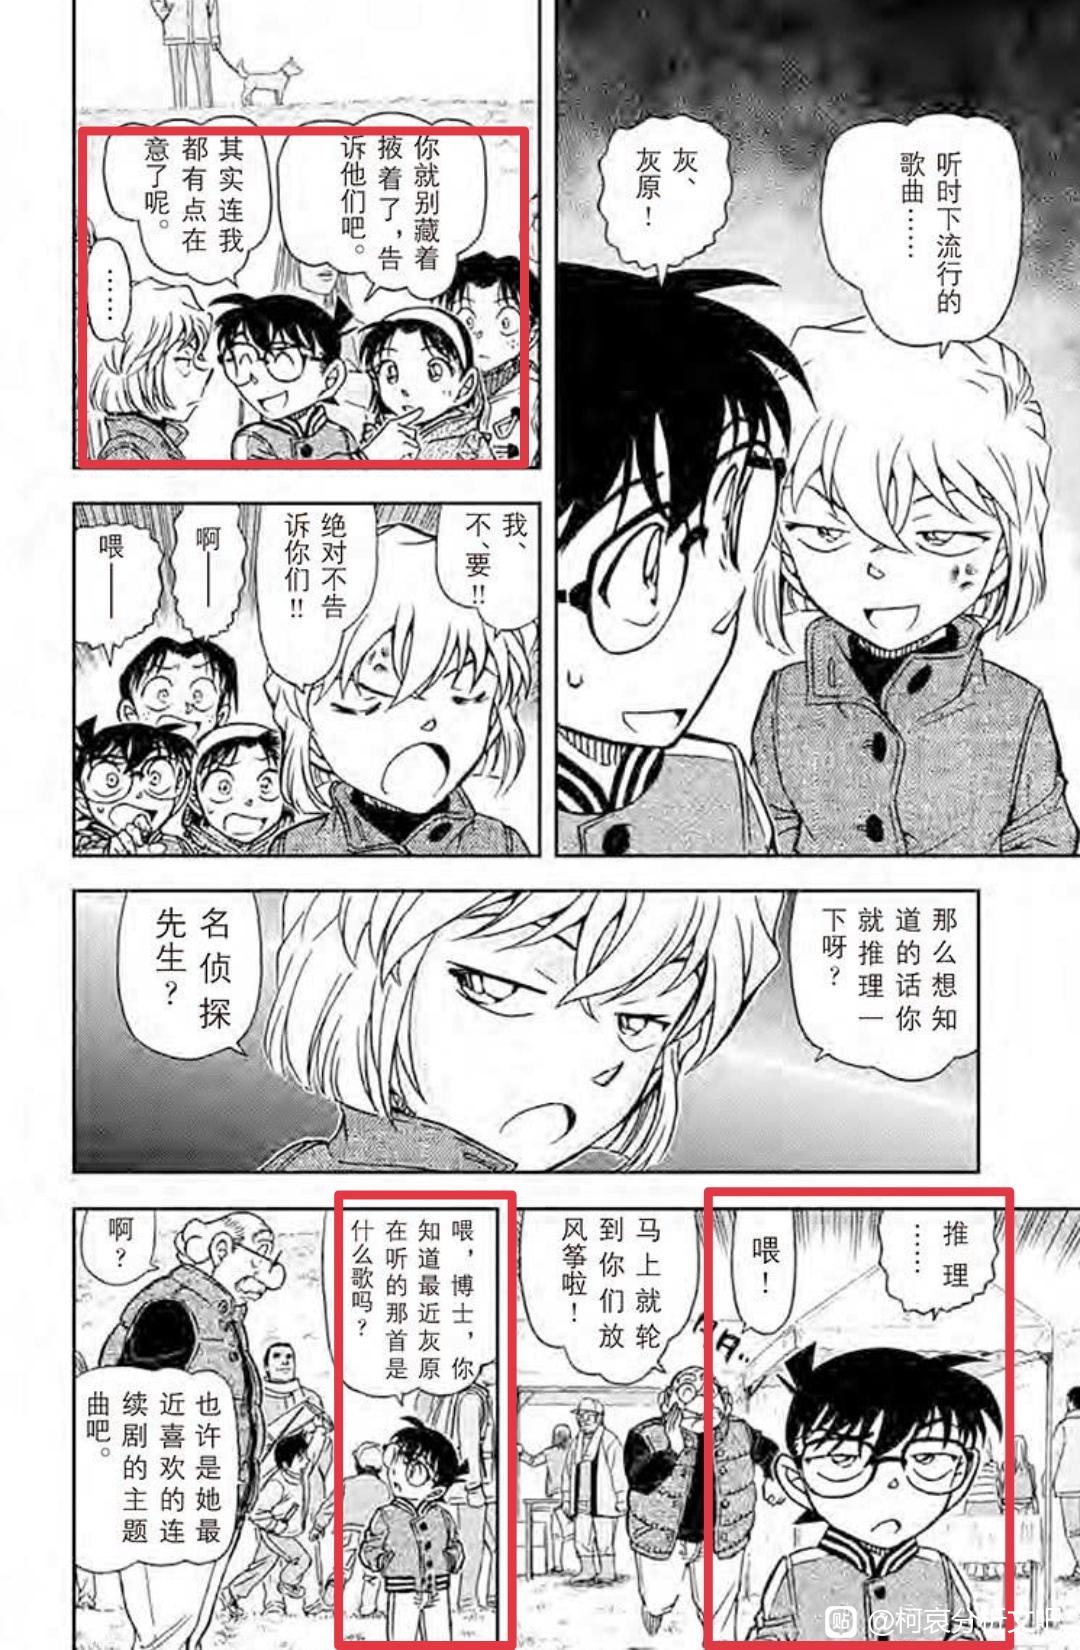 听时下流行的
歌曲……
灰、
灰原！
你就别藏着
掖着了，告
诉他们吧。
其实连我
都有点在
意了呢。
……
我、
不、要!!
绝对不告
诉你们!!
啊——
喂——
那么想知
道的话你
就推理一
下呀？
名侦探
先生？
推理
……
喂！
马上就轮
到你们放
风筝啦！
喂，博士，你
知道最近灰原
在听的那首是
什么歌吗？
啊？
也许是她最
近喜欢的连
续剧的主题
曲吧。
贴